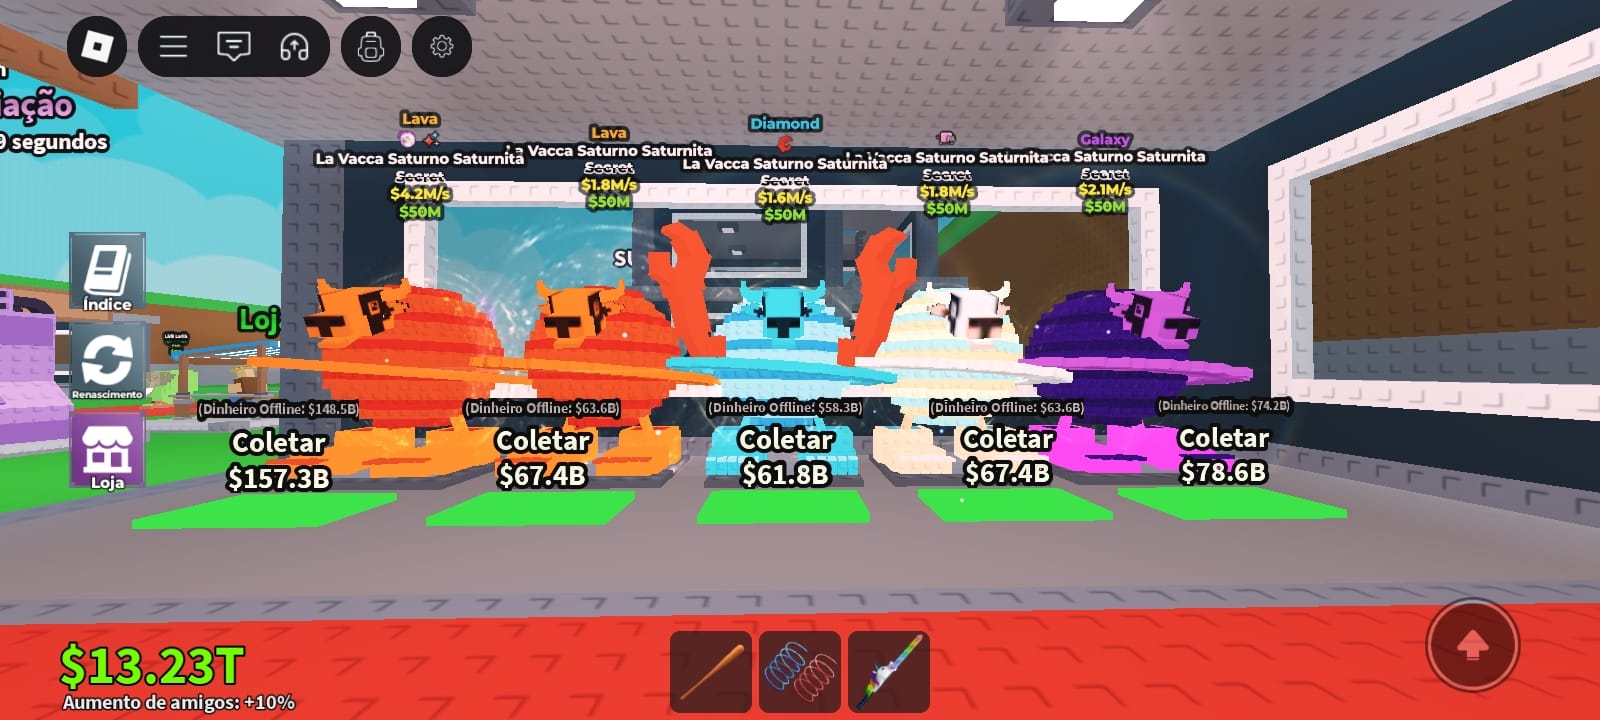 iação
9 segundos
Lava
La Vacca Saturno Saturnita
Secret
$4.2M/s
$50M
Lava
La Vacca Saturno Saturnita
Secret
$1.8M/s
$50M
Diamond
La Vacca Saturno Saturnita
Secret
$1.6M/s
$50M
cca Saturno Saturnita
Secret
$1.8M/s
$50M
Galaxy
cca Saturno Saturnita
Secret
$2.1M/s
$50M
SU
Índice
Loj
Renascimento
Loja
(Dinheiro Offline: $148.5B)
Coletar
$157.3B
(Dinheiro Offline: $63.6B)
Coletar
$67.4B
(Dinheiro Offline: $58.3B)
Coletar
$61.8B
(Dinheiro Offline: $63.6B)
Coletar
$67.4B
(Dinheiro Offline: $74.2B)
Coletar
$78.6B
$13.23T
Aumento de amigos: +10%